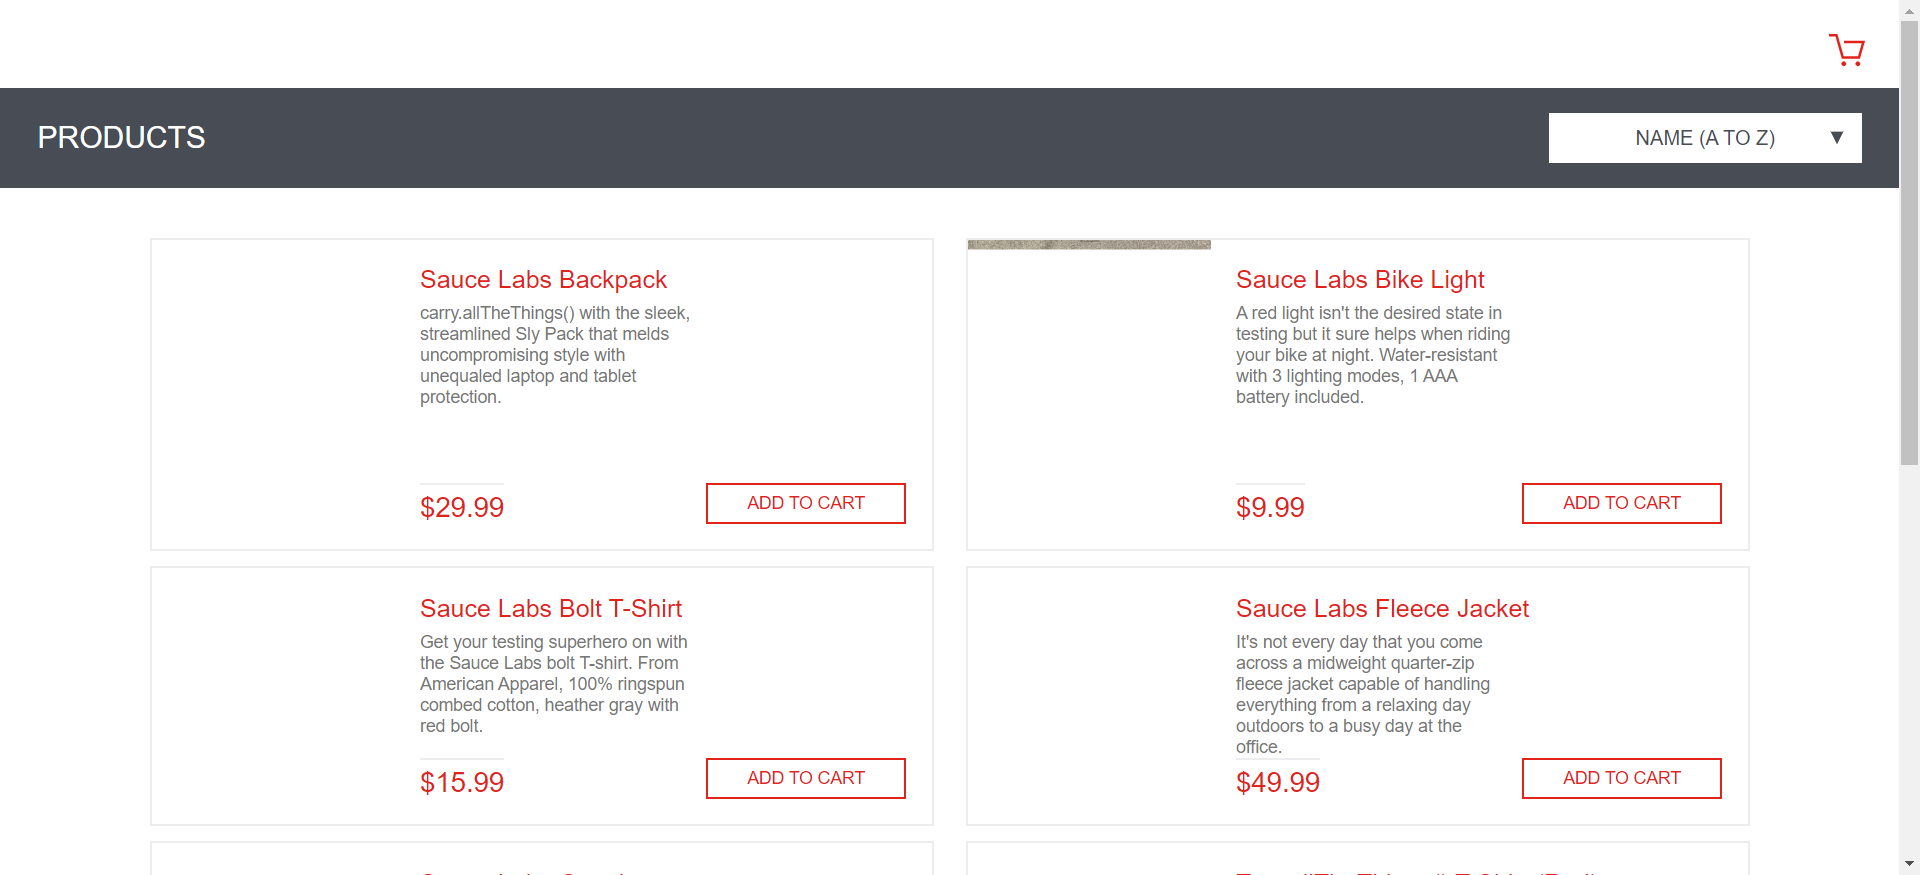 PRODUCTS
NAME (A TO Z)
Sauce Labs Backpack
carry.allTheThings() with the sleek,
streamlined Sly Pack that melds
uncompromising style with
unequaled laptop and tablet
protection.
$29.99
ADD TO CART
Sauce Labs Bike Light
A red light isn't the desired state in
testing but it sure helps when riding
your bike at night. Water-resistant
with 3 lighting modes, 1 AAA
battery included.
$9.99
ADD TO CART
Sauce Labs Bolt T-Shirt
Get your testing superhero on with
the Sauce Labs bolt T-shirt. From
American Apparel, 100% ringspun
combed cotton, heather gray with
red bolt.
$15.99
ADD TO CART
Sauce Labs Fleece Jacket
It's not every day that you come
across a midweight quarter-zip
fleece jacket capable of handling
everything from a relaxing day
outdoors to a busy day at the
office.
$49.99
ADD TO CART